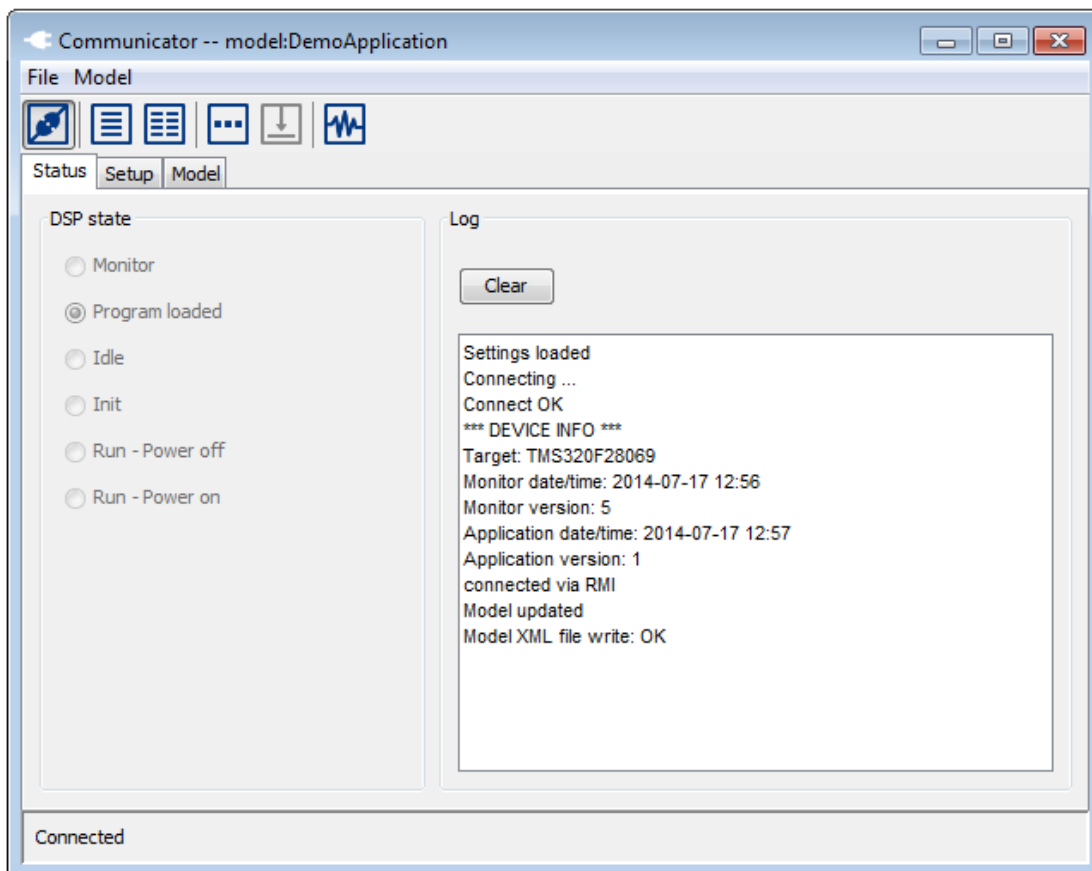 Communicator -- model:DemoApplication
File Model
Status Setup Model
DSP state
Monitor
Program loaded
Idle
Init
Run - Power off
Run - Power on
Log
Clear
Settings loaded
Connecting ...
Connect OK
*** DEVICE INFO ***
Target: TMS320F28069
Monitor date/time: 2014-07-17 12:56
Monitor version: 5
Application date/time: 2014-07-17 12:57
Application version: 1
connected via RMI
Model updated
Model XML file write: OK
Connected